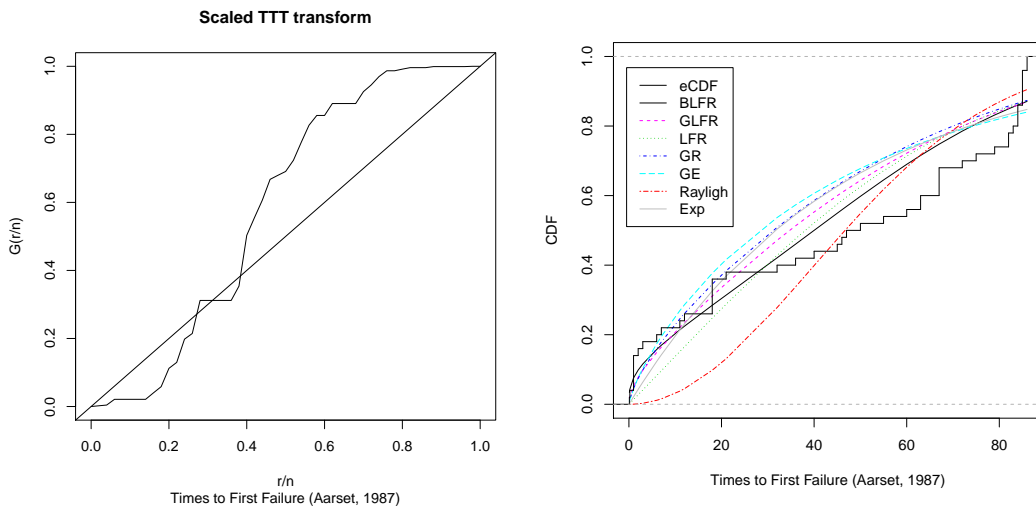 Scaled TTT transform
G(r/n)
1.0
0.8
0.6
0.4
0.2
0.0
0.0 0.2 0.4 0.6 0.8 1.0
r/n
Times to First Failure (Aarset, 1987)
CDF
1.0
0.8
0.6
0.4
0.2
0.0
eCDF
BLFR
GLFR
LFR
GR
GE
Rayligh
Exp
0 20 40 60 80
Times to First Failure (Aarset, 1987)